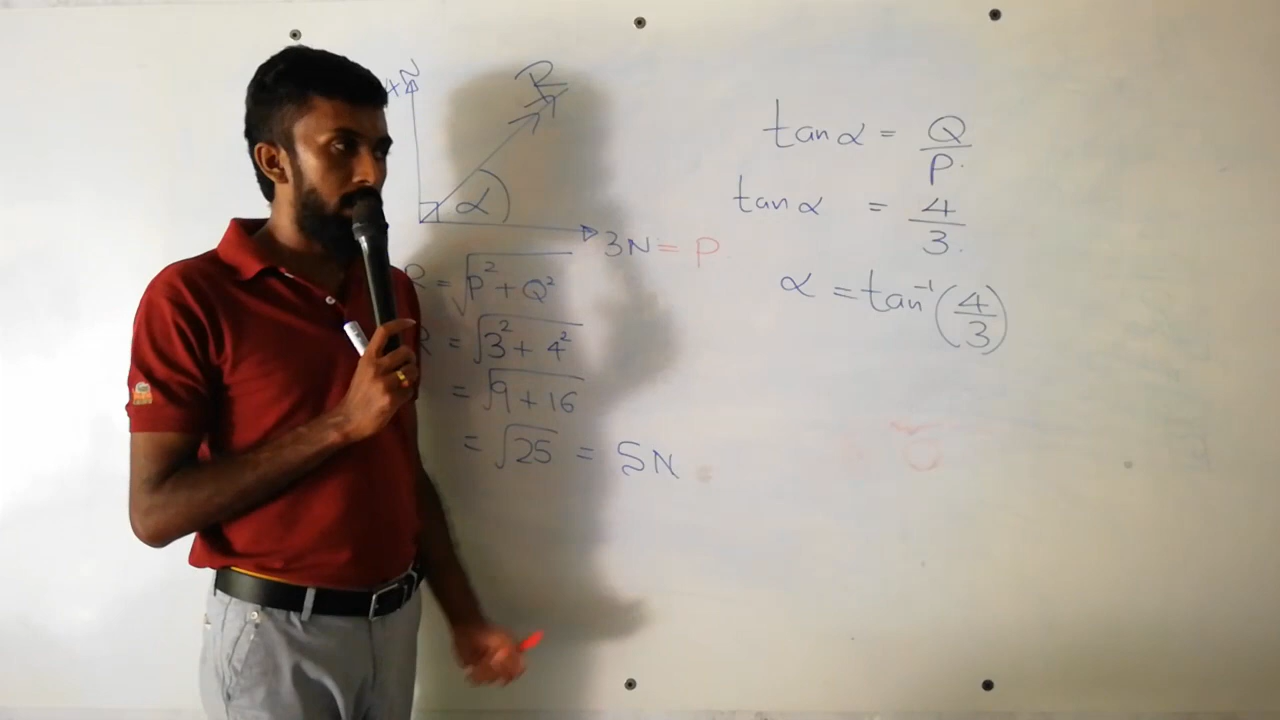 4N
R
α
3N = P
R = √P² + Q²
R = √3² + 4²
= √9 + 16
= √25 = 5N
tan α = Q/P
tan α = 4/3
α = tan⁻¹(4/3)